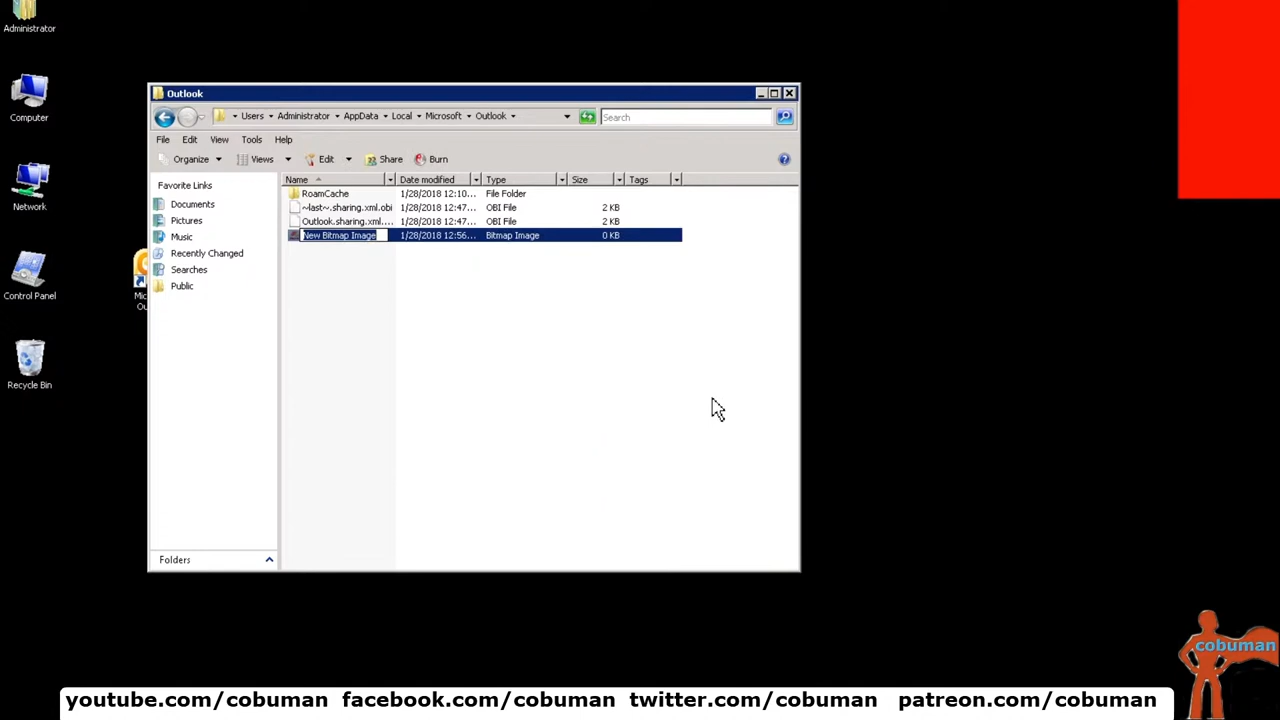 Administrator
Computer
Network
Control Panel
Recycle Bin
Outlook
Users Administrator AppData Local Microsoft Outlook
Search
File Edit View Tools Help
Organize Views Edit Share Burn
Favorite Links
Documents
Pictures
Music
Recently Changed
Searches
Public
Folders
Name Date modified Type Size Tags
RoamCache 1/28/2018 12:10... File Folder
~last~.sharing.xml.obi 1/28/2018 12:47... OBI File 2 KB
Outlook.sharing.xml.... 1/28/2018 12:47... OBI File 2 KB
New Bitmap Image 1/28/2018 12:56... Bitmap Image 0 KB
cobuman
youtube.com/cobuman facebook.com/cobuman twitter.com/cobuman patreon.com/cobuman